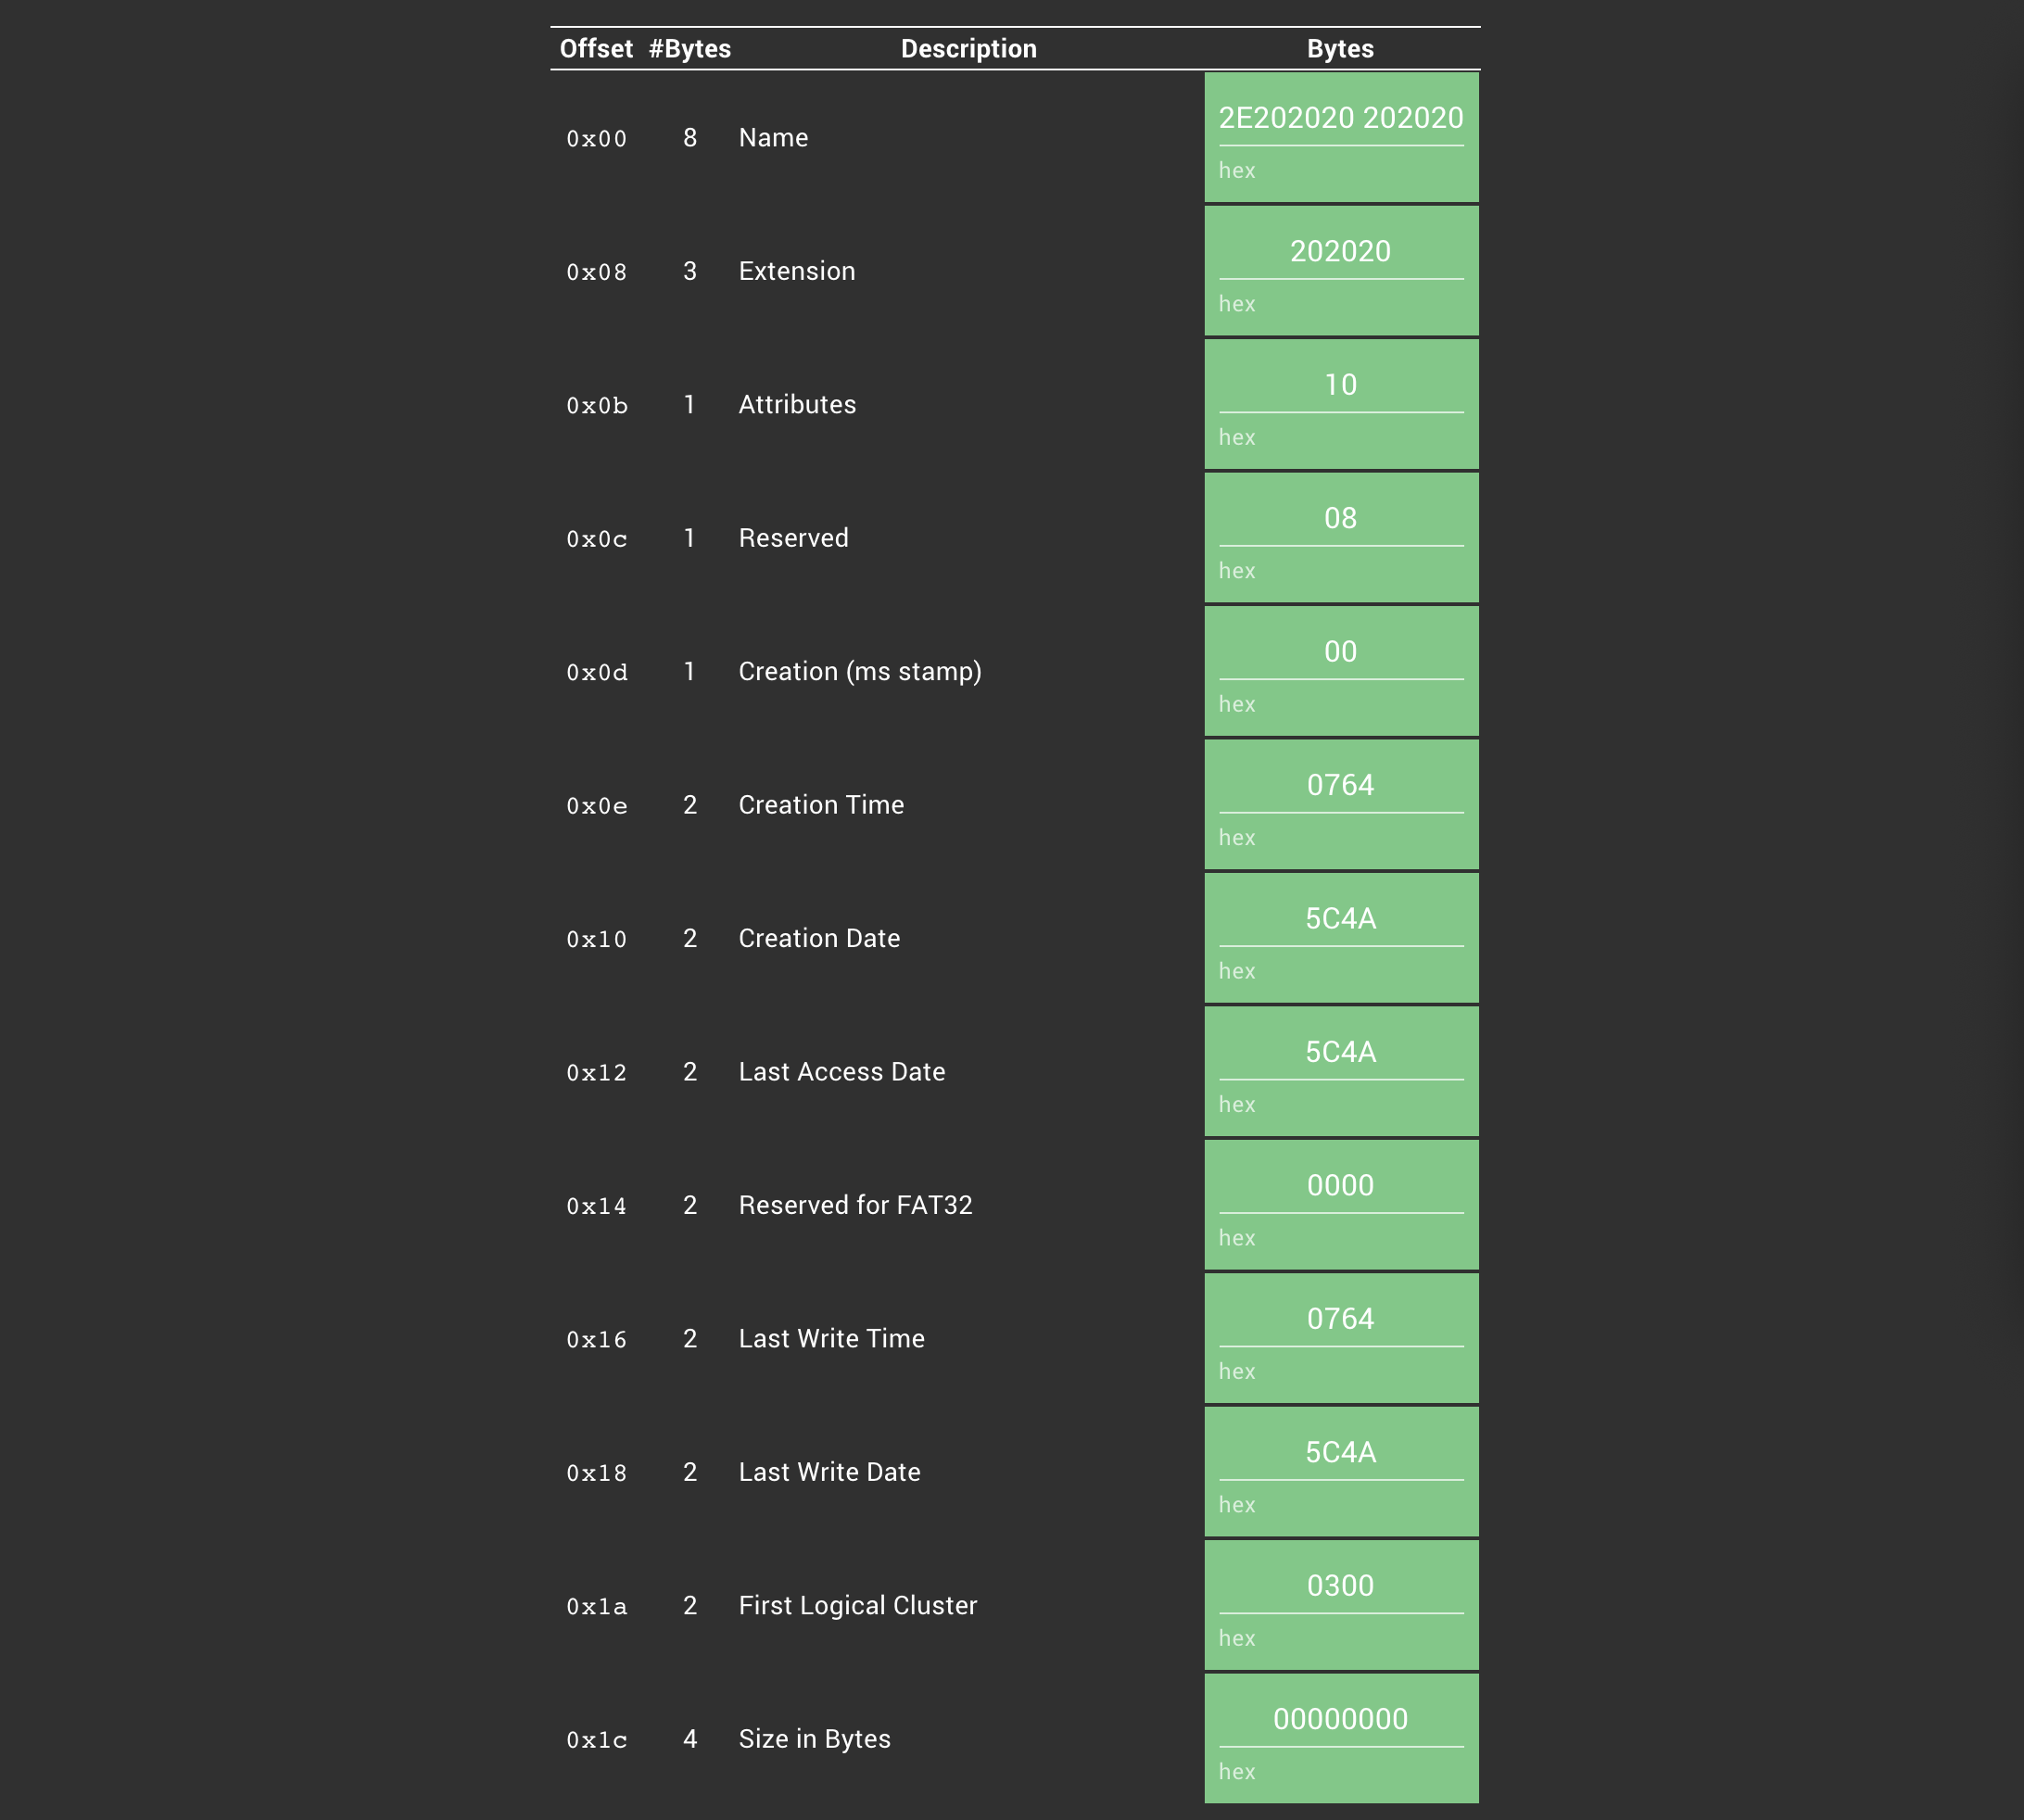 Offset #Bytes Description Bytes
0x00 8 Name 2E202020 202020
hex
0x08 3 Extension 202020
hex
0x0b 1 Attributes 10
hex
0x0c 1 Reserved 08
hex
0x0d 1 Creation (ms stamp) 00
hex
0x0e 2 Creation Time 0764
hex
0x10 2 Creation Date 5C4A
hex
0x12 2 Last Access Date 5C4A
hex
0x14 2 Reserved for FAT32 0000
hex
0x16 2 Last Write Time 0764
hex
0x18 2 Last Write Date 5C4A
hex
0x1a 2 First Logical Cluster 0300
hex
0x1c 4 Size in Bytes 00000000
hex